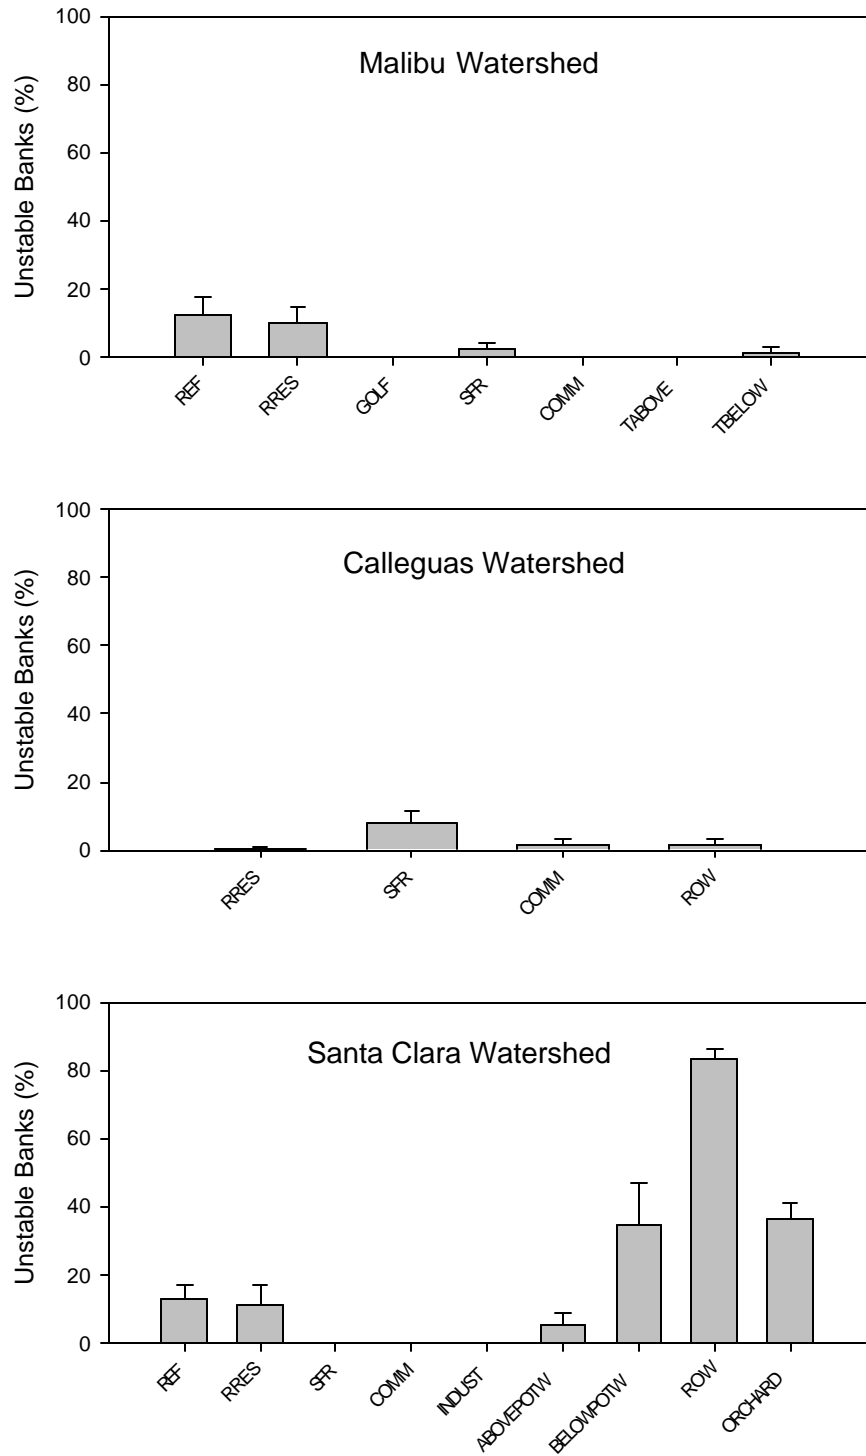 Malibu Watershed
Unstable Banks (%)
100
80
60
40
20
0
REF RRES GOLF SFR COMM TABOVE TBELOW
Calleguas Watershed
Unstable Banks (%)
100
80
60
40
20
0
RRES SFR COMM ROW
Santa Clara Watershed
Unstable Banks (%)
100
80
60
40
20
0
REF RRES SFR COMM INDUST ABOVEPOTW BELOWPOTW ROW ORCHARD